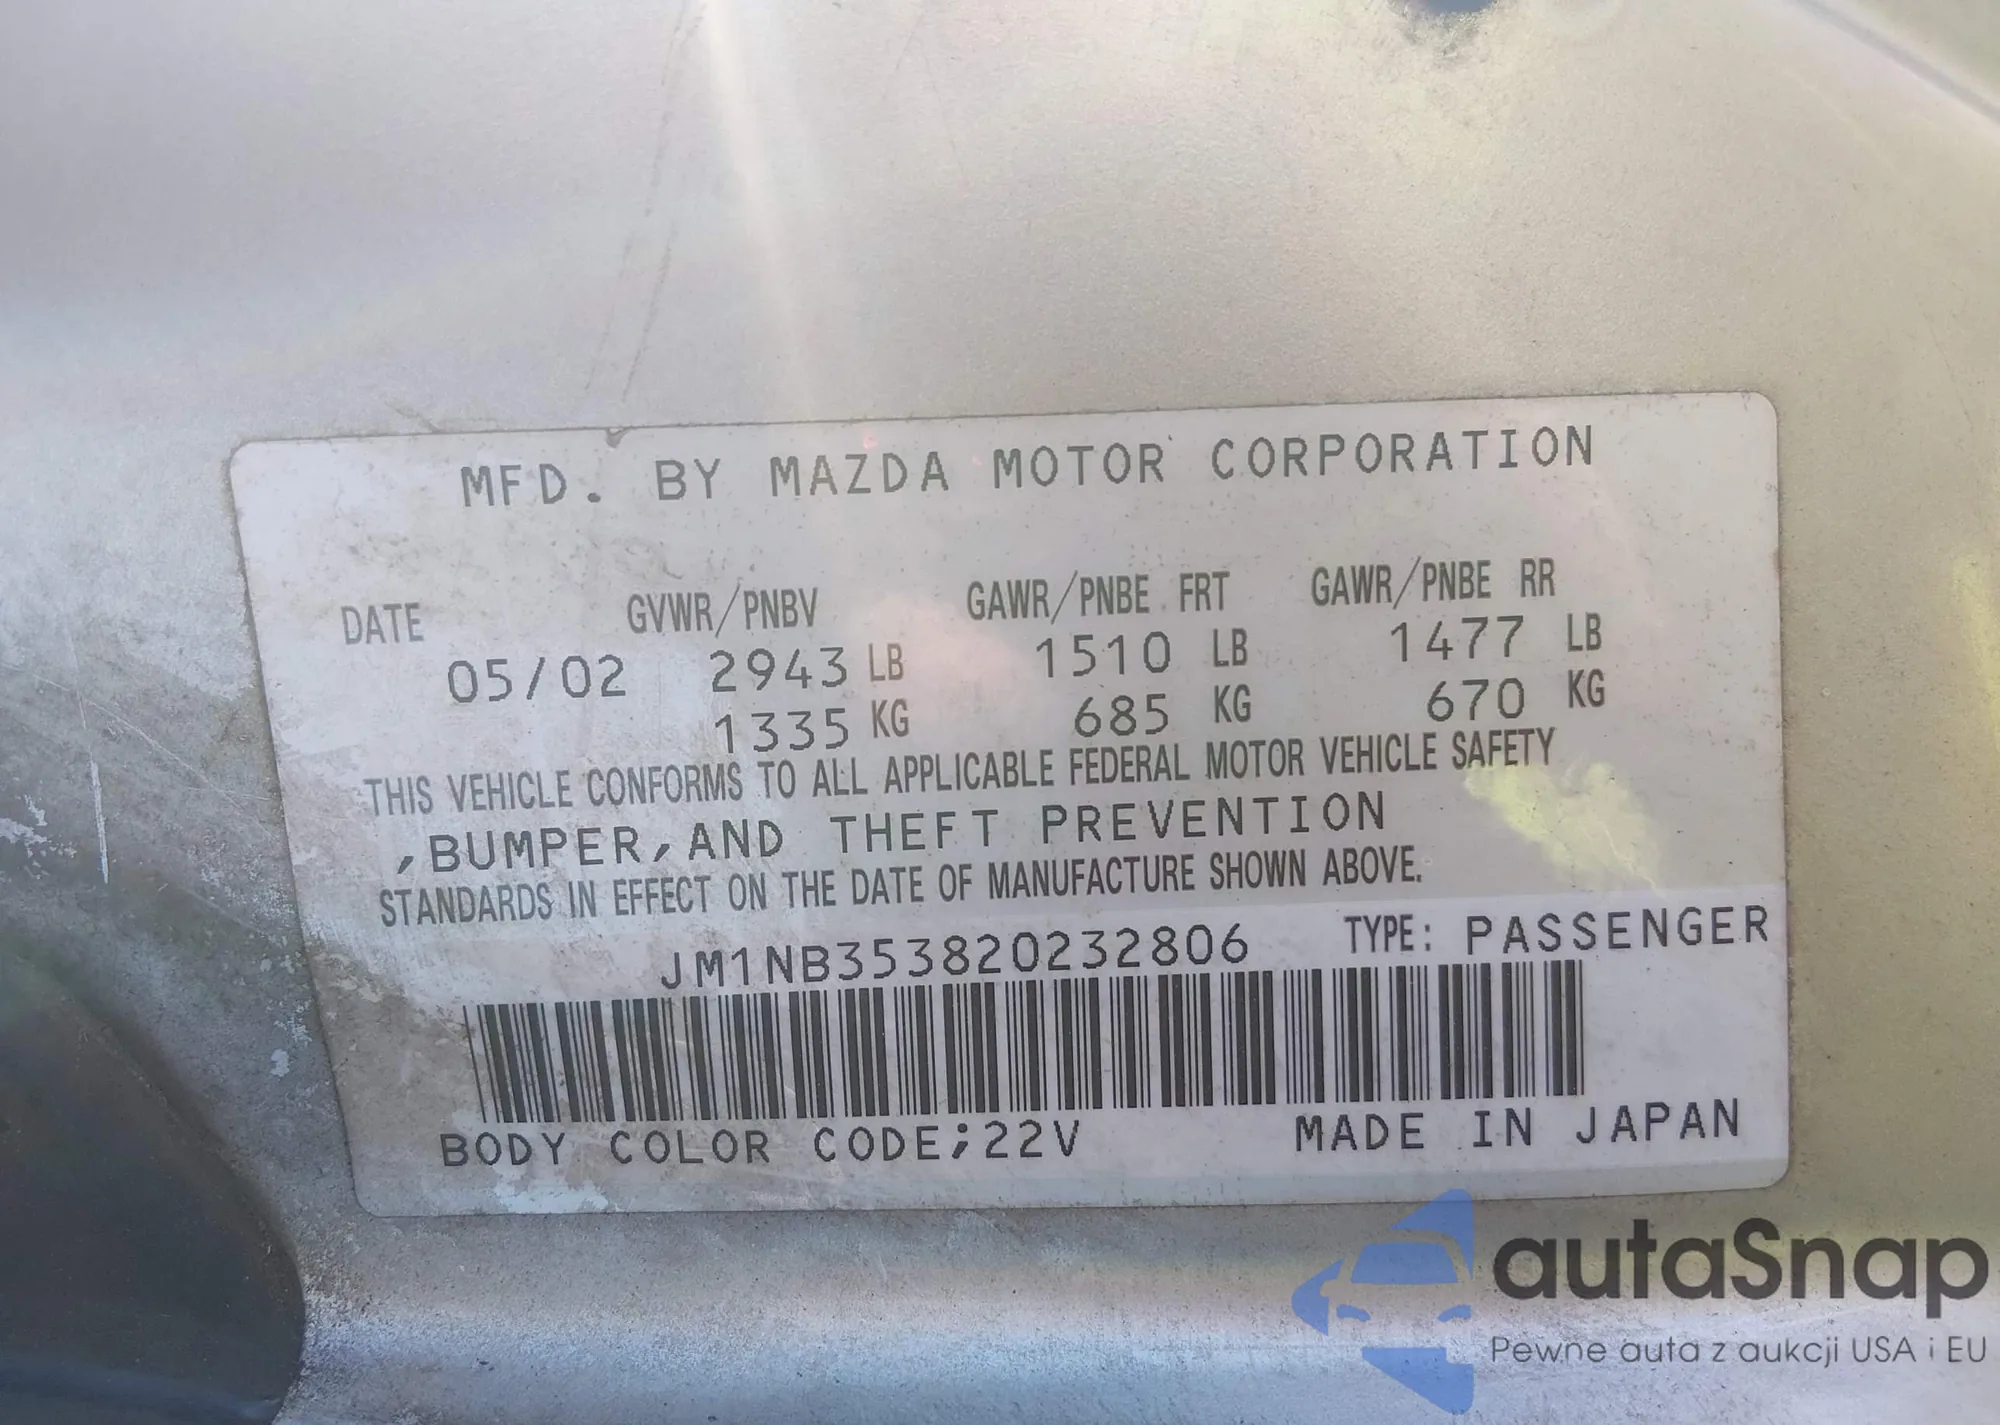 MFD. BY MAZDA MOTOR CORPORATION
DATE GVWR/PNBV GAWR/PNBE FRT GAWR/PNBE RR
05/02 2943 LB 1510 LB 1477 LB
1335 KG 685 KG 670 KG
THIS VEHICLE CONFORMS TO ALL APPLICABLE FEDERAL MOTOR VEHICLE SAFETY
,BUMPER,AND THEFT PREVENTION
STANDARDS IN EFFECT ON THE DATE OF MANUFACTURE SHOWN ABOVE.
JM1NB353820232806 TYPE: PASSENGER
BODY COLOR CODE;22V MADE IN JAPAN
autaSnap
Pewne auta z aukcji USA i EU